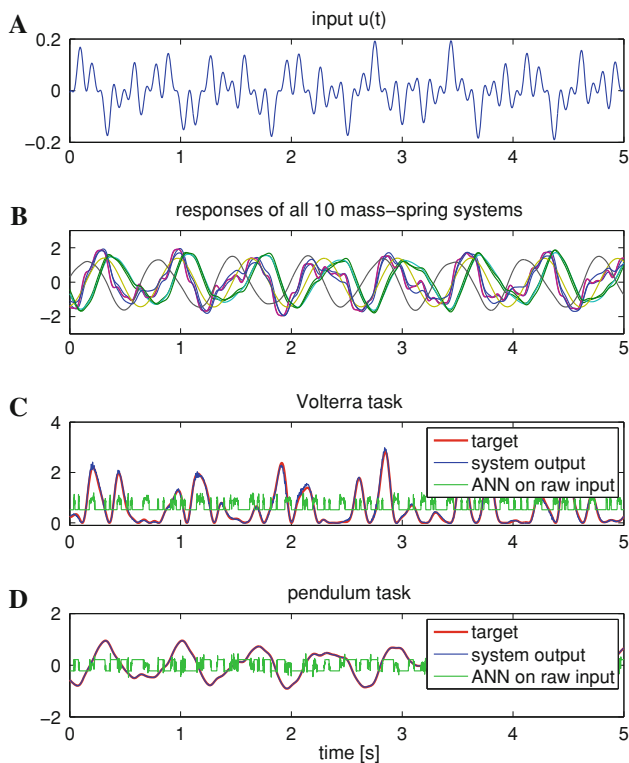 A
input u(t)
0.2
0
−0.2
0 1 2 3 4 5
B
responses of all 10 mass−spring systems
2
0
−2
0 1 2 3 4 5
C
Volterra task
4
2
0
target
system output
ANN on raw input
0 1 2 3 4 5
D
pendulum task
2
0
−2
target
system output
ANN on raw input
0 1 2 3 4 5
time [s]